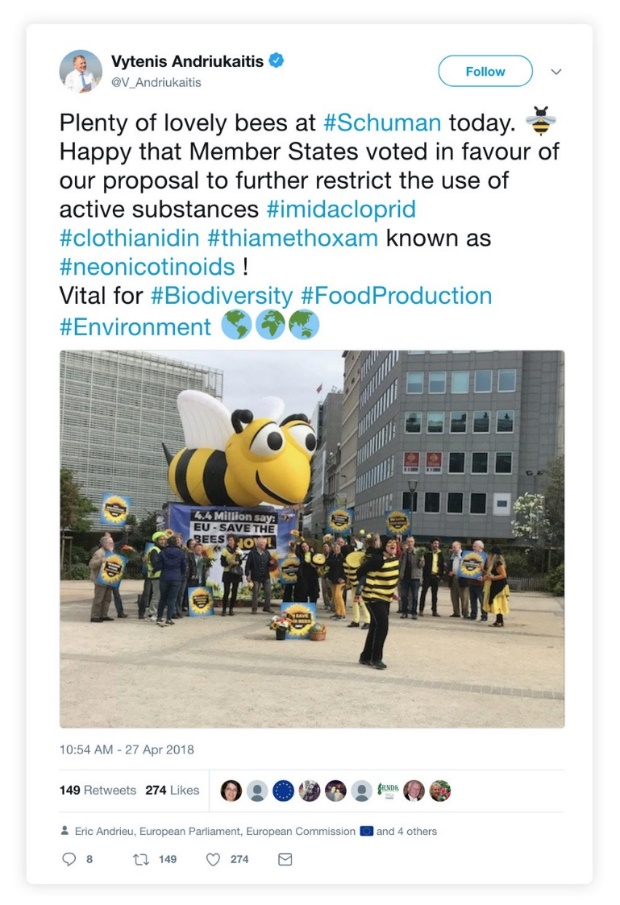 Vytenis Andriukaitis
@V_Andriukaitis
Follow
Plenty of lovely bees at #Schuman today. 🐝
Happy that Member States voted in favour of
our proposal to further restrict the use of
active substances #imidacloprid
#clothianidin #thiamethoxam known as
#neonicotinoids !
Vital for #Biodiversity #FoodProduction
#Environment 🌎🌍🌏
4.4 Million say:
EU - SAVE THE
BEES
10:54 AM - 27 Apr 2018
149 Retweets 274 Likes
Eric Andrieu, European Parliament, European Commission 🇪🇺 and 4 others
8 149 274